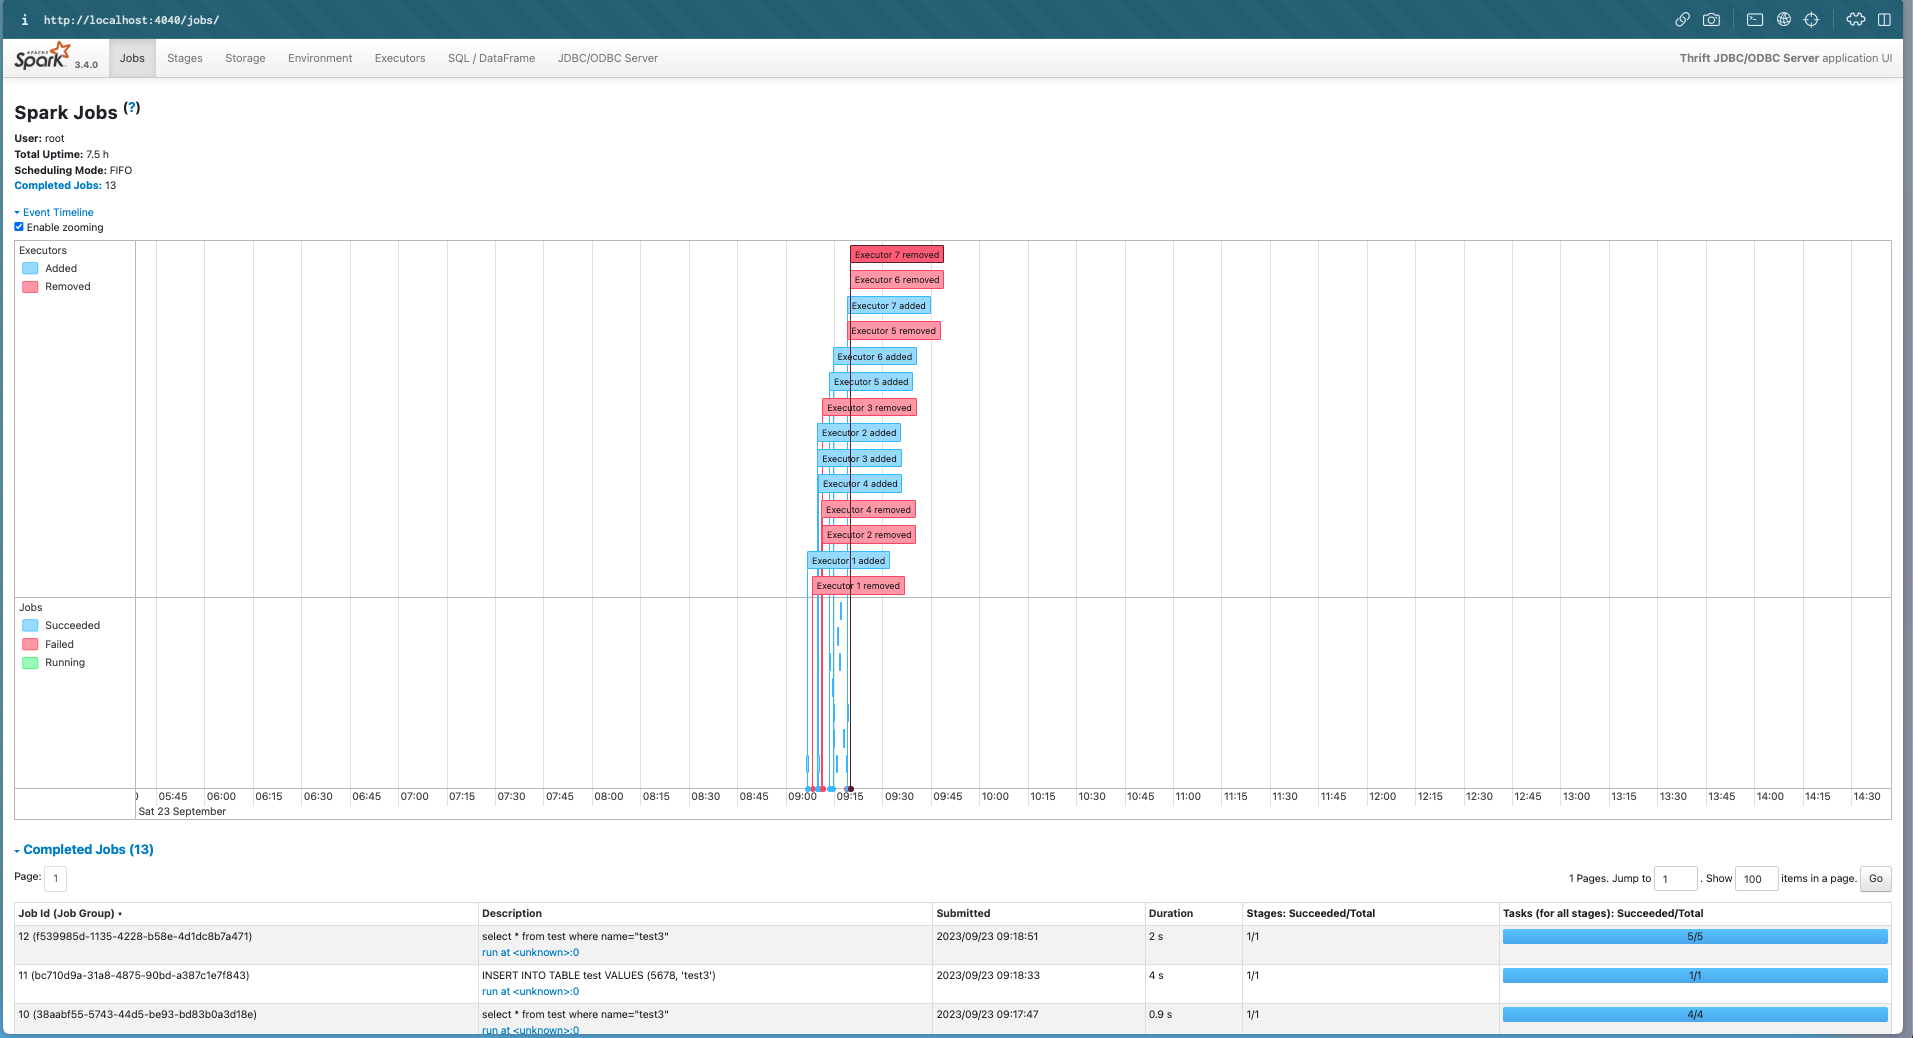 http://localhost:4040/jobs/
APACHE Spark 3.4.0 Jobs Stages Storage Environment Executors SQL / DataFrame JDBC/ODBC Server Thrift JDBC/ODBC Server application UI
Spark Jobs (?)
User: root
Total Uptime: 7.5 h
Scheduling Mode: FIFO
Completed Jobs: 13
Event Timeline
Enable zooming
Executors
Added
Removed
Executor 7 removed
Executor 6 removed
Executor 7 added
Executor 5 removed
Executor 6 added
Executor 5 added
Executor 3 removed
Executor 2 added
Executor 3 added
Executor 4 added
Executor 4 removed
Executor 2 removed
Executor 1 added
Executor 1 removed
Jobs
Succeeded
Failed
Running
05:45 06:00 06:15 06:30 06:45 07:00 07:15 07:30 07:45 08:00 08:15 08:30 08:45 09:00 09:15 09:30 09:45 10:00 10:15 10:30 10:45 11:00 11:15 11:30 11:45 12:00 12:15 12:30 12:45 13:00 13:15 13:30 13:45 14:00 14:15 14:30
Sat 23 September
Completed Jobs (13)
Page: 1 1 Pages. Jump to 1 . Show 100 items in a page. Go
Job Id (Job Group) Description Submitted Duration Stages: Succeeded/Total Tasks (for all stages): Succeeded/Total
12 (f539985d-1135-4228-b58e-4d1dc8b7a471) select * from test where name="test3" 2023/09/23 09:18:51 2 s 1/1 5/5
run at <unknown>:0
11 (bc710d9a-31a8-4875-90bd-a387c1e7f843) INSERT INTO TABLE test VALUES (5678, 'test3') 2023/09/23 09:18:33 4 s 1/1 1/1
run at <unknown>:0
10 (38aabf55-5743-44d5-be93-bd83b0a3d18e) select * from test where name="test3" 2023/09/23 09:17:47 0.9 s 1/1 4/4
run at <unknown>:0